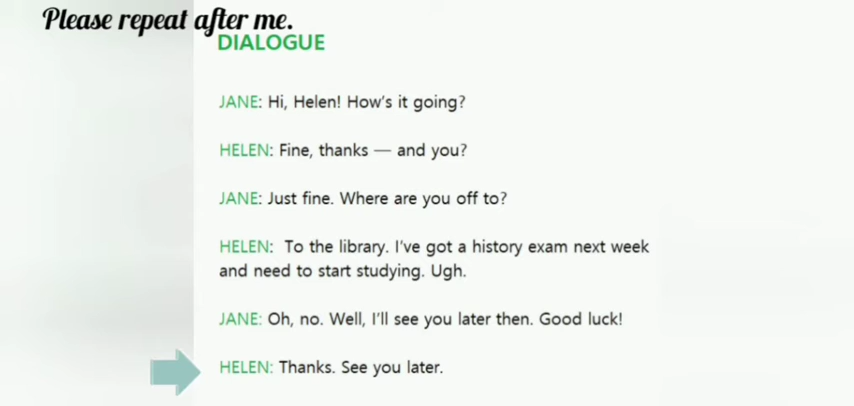 Please repeat after me.
DIALOGUE
JANE: Hi, Helen! How's it going?
HELEN: Fine, thanks — and you?
JANE: Just fine. Where are you off to?
HELEN:  To the library. I've got a history exam next week
and need to start studying. Ugh.
JANE: Oh, no. Well, I'll see you later then. Good luck!
HELEN: Thanks. See you later.